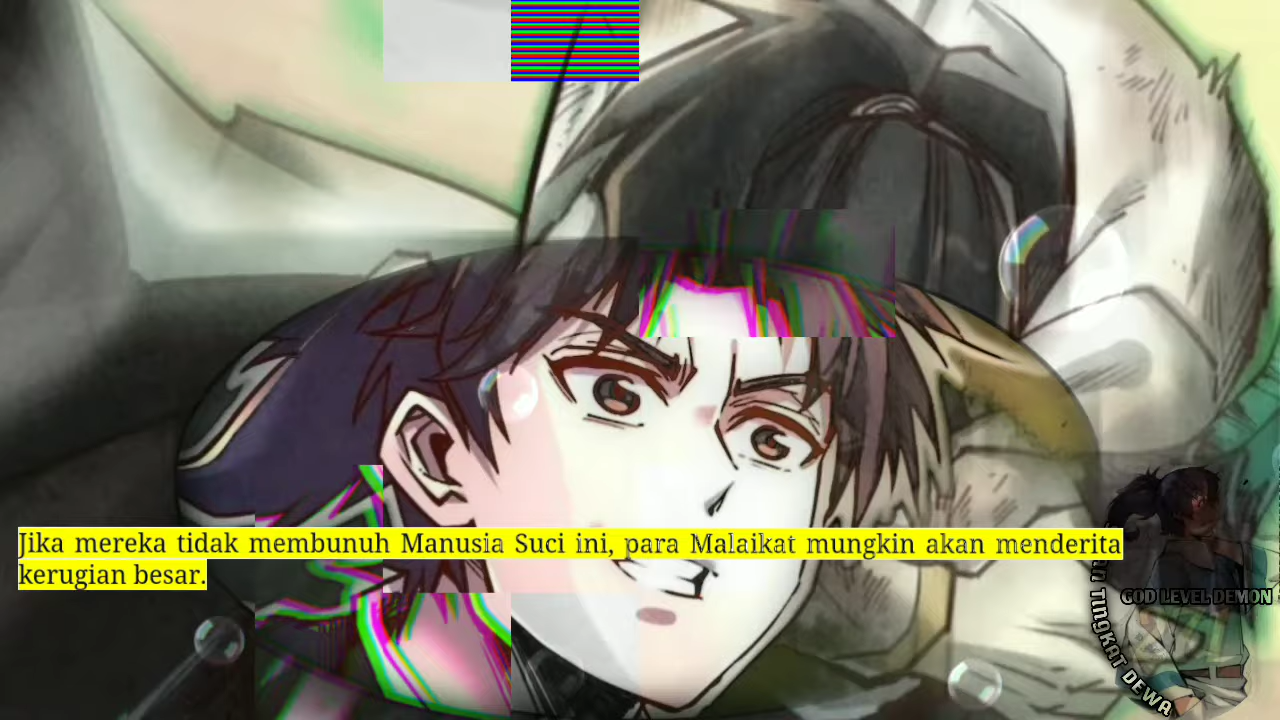 Jika mereka tidak membunuh Manusia Suci ini, para Malaikat mungkin akan menderita
kerugian besar.
GOD LEVEL DEMON
TINGKAT DEWA